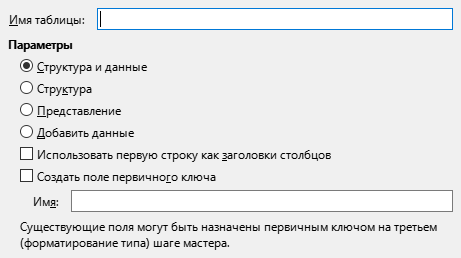 Имя таблицы:
Параметры
Структура и данные
Структура
Представление
Добавить данные
Использовать первую строку как заголовки столбцов
Создать поле первичного ключа
Имя:
Существующие поля могут быть назначены первичным ключом на третьем
(форматирование типа) шаге мастера.